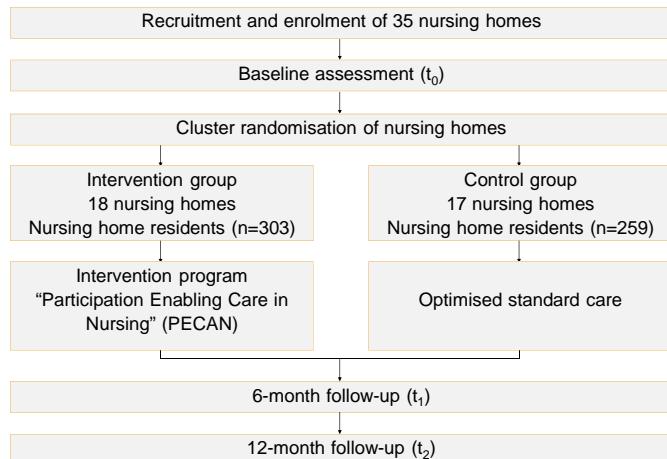 Recruitment and enrolment of 35 nursing homes
Baseline assessment (t0)
Cluster randomisation of nursing homes
Intervention group
18 nursing homes
Nursing home residents (n=303)
Control group
17 nursing homes
Nursing home residents (n=259)
Intervention program
“Participation Enabling Care in
Nursing” (PECAN)
Optimised standard care
6-month follow-up (t1)
12-month follow-up (t2)